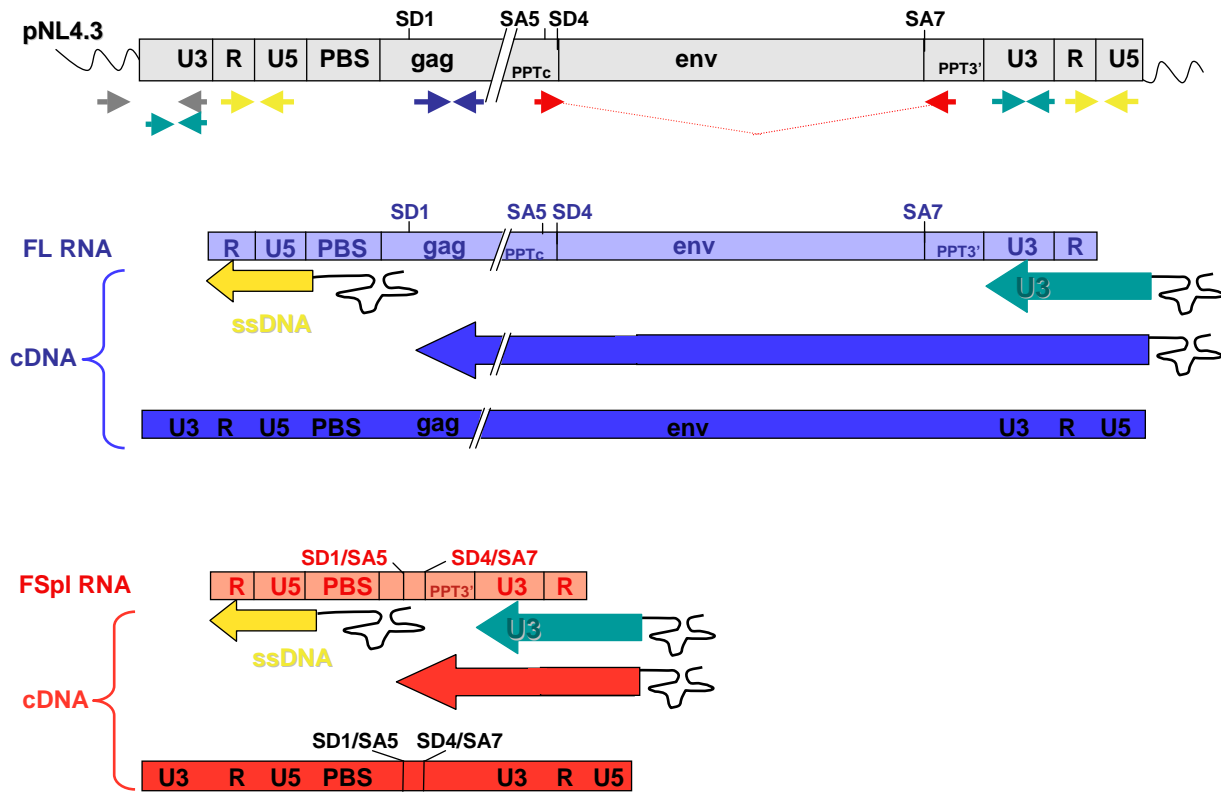 SD1 SA5 SD4 SA7
pNL4.3
U3 R U5 PBS gag PPTc env PPT3' U3 R U5
SD1 SA5 SD4 SA7
FL RNA
R U5 PBS gag PPTc env PPT3' U3 R
U3
ssDNA
cDNA
U3 R U5 PBS gag env U3 R U5
SD1/SA5 SD4/SA7
FSpl RNA
R U5 PBS PPT3' U3 R
U3
ssDNA
cDNA
SD1/SA5 SD4/SA7
U3 R U5 PBS U3 R U5